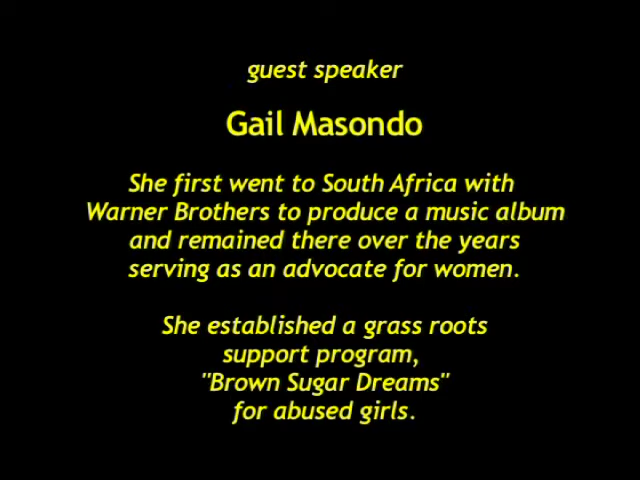 guest speaker
Gail Masondo
She first went to South Africa with
Warner Brothers to produce a music album
and remained there over the years
serving as an advocate for women.
She established a grass roots
support program,
"Brown Sugar Dreams"
for abused girls.